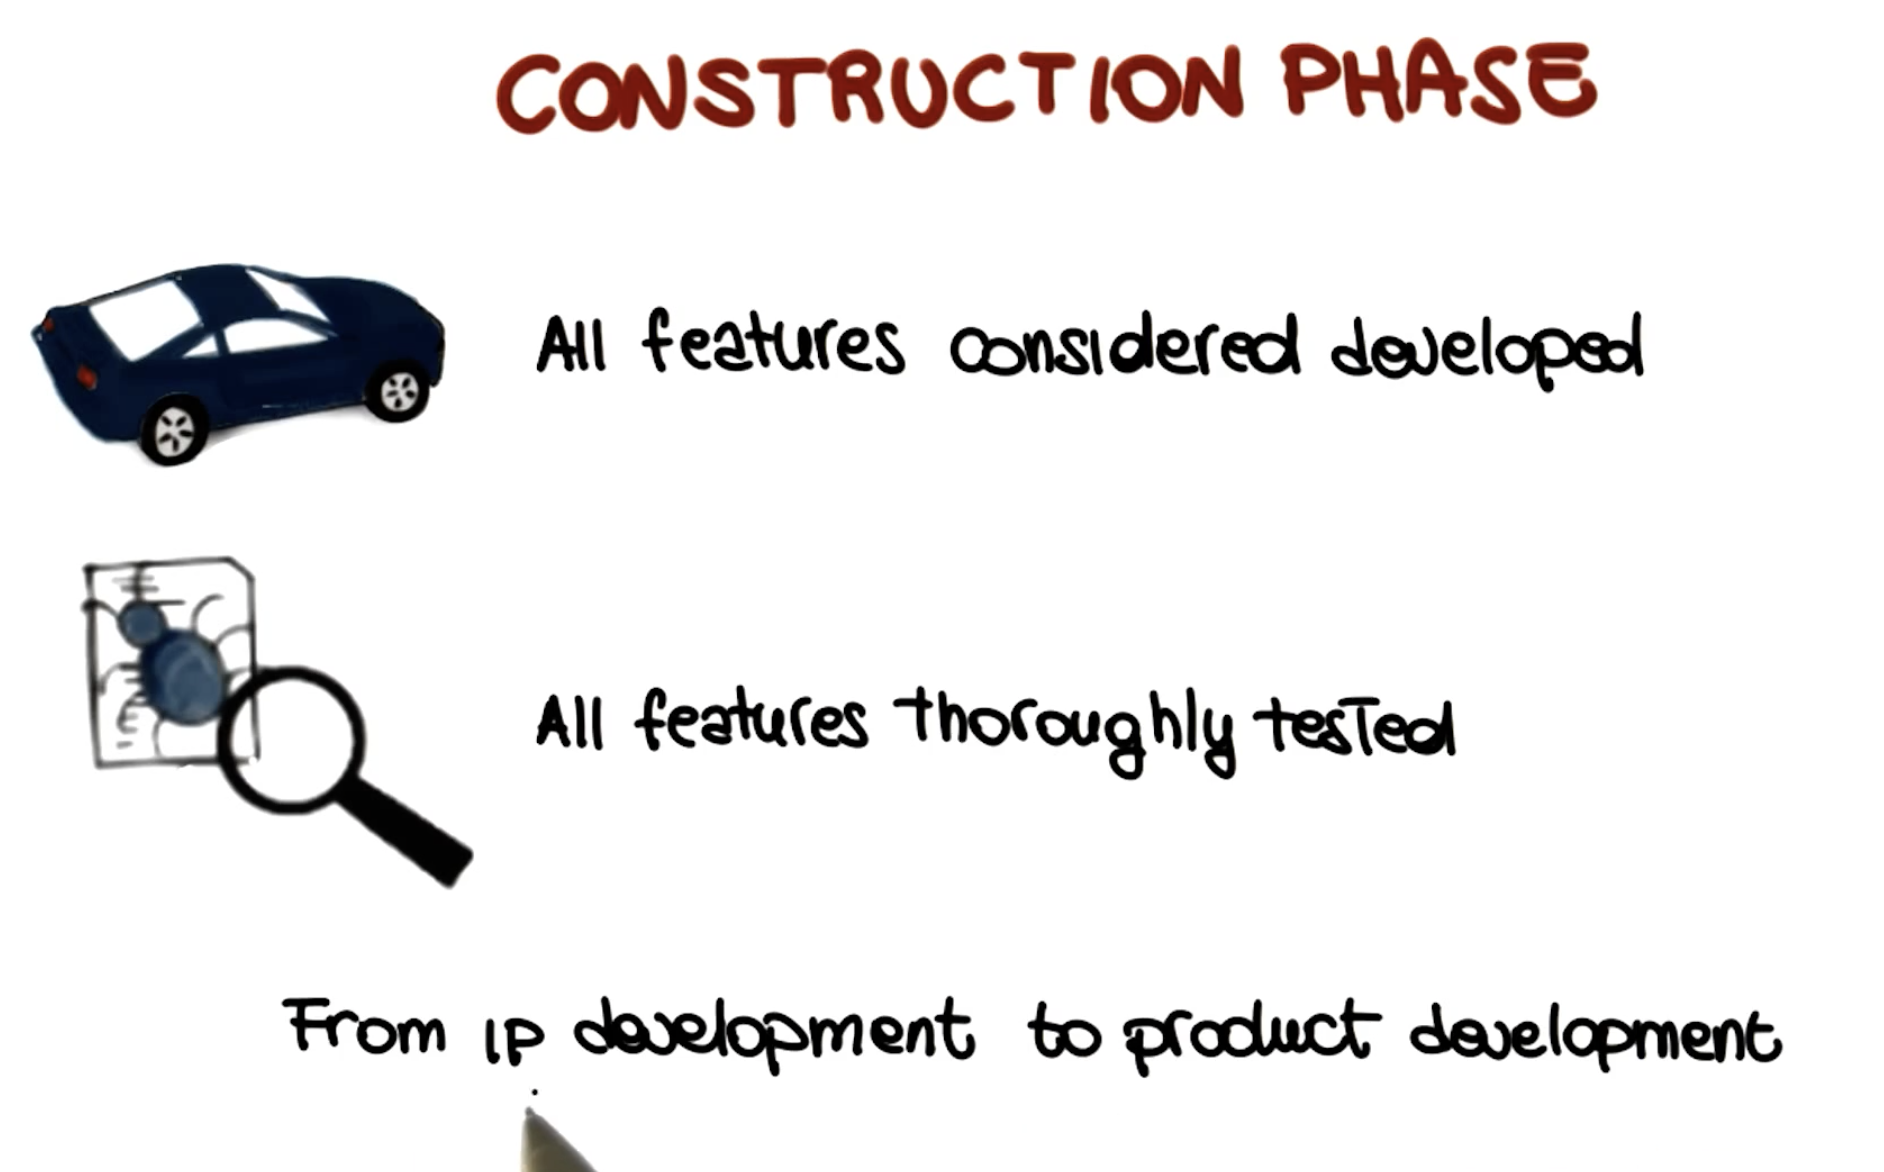 CONSTRUCTION PHASE
All features considered developed
All features thoroughly tested
From IP development to product development